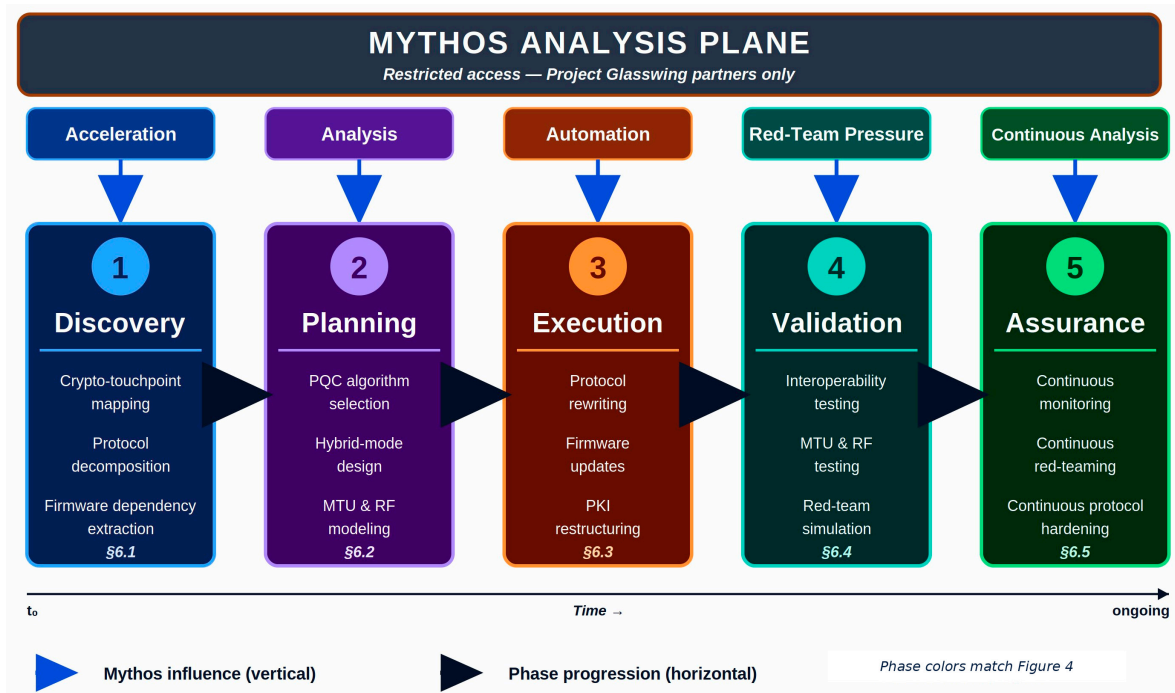 MYTHOS ANALYSIS PLANE
Restricted access — Project Glasswing partners only
Acceleration
Analysis
Automation
Red-Team Pressure
Continuous Analysis
1
Discovery
Crypto-touchpoint
mapping
Protocol
decomposition
Firmware dependency
extraction
§6.1
2
Planning
PQC algorithm
selection
Hybrid-mode
design
MTU & RF
modeling
§6.2
3
Execution
Protocol
rewriting
Firmware
updates
PKI
restructuring
§6.3
4
Validation
Interoperability
testing
MTU & RF
testing
Red-team
simulation
§6.4
5
Assurance
Continuous
monitoring
Continuous
red-teaming
Continuous protocol
hardening
§6.5
t₀
Time →
ongoing
Mythos influence (vertical)
Phase progression (horizontal)
Phase colors match Figure 4